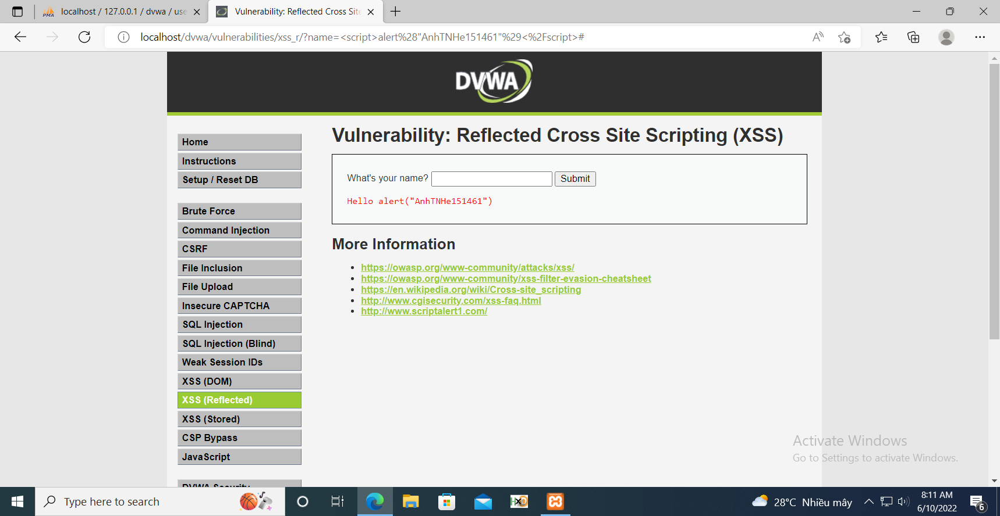 localhost / 127.0.0.1 / dvwa / use
Vulnerability: Reflected Cross Site
localhost/dvwa/vulnerabilities/xss_r/?name=<script>alert%28"AnhTNHe151461"%29<%2Fscript>#
DVWA
Home
Instructions
Setup / Reset DB
Brute Force
Command Injection
CSRF
File Inclusion
File Upload
Insecure CAPTCHA
SQL Injection
SQL Injection (Blind)
Weak Session IDs
XSS (DOM)
XSS (Reflected)
XSS (Stored)
CSP Bypass
JavaScript
DVWA Security
Vulnerability: Reflected Cross Site Scripting (XSS)
What's your name? Submit
Hello alert("AnhTNHe151461")
More Information
https://owasp.org/www-community/attacks/xss/
https://owasp.org/www-community/xss-filter-evasion-cheatsheet
https://en.wikipedia.org/wiki/Cross-site_scripting
http://www.cgisecurity.com/xss-faq.html
http://www.scriptalert1.com/
Activate Windows
Go to Settings to activate Windows.
Type here to search
28°C Nhiều mây
8:11 AM
6/10/2022
6